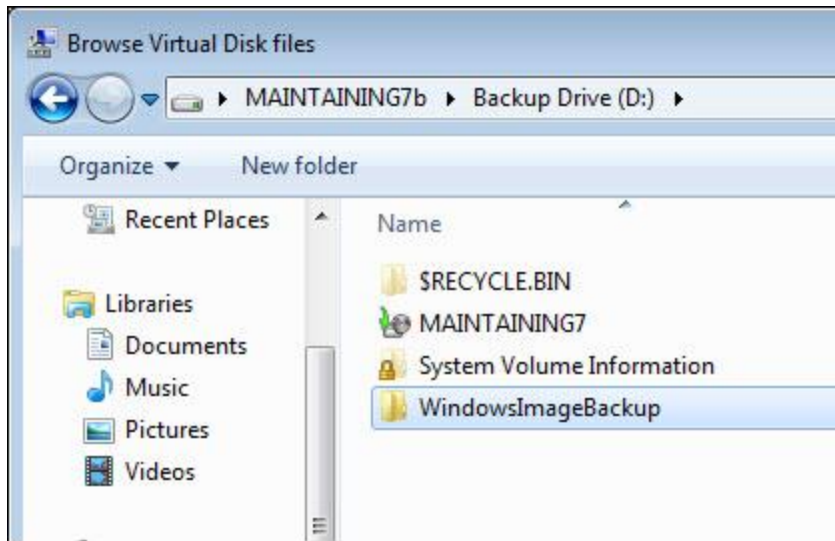 Browse Virtual Disk files
MAINTAINING7b Backup Drive (D:)
Organize New folder
Recent Places
Libraries
Documents
Music
Pictures
Videos
Name
$RECYCLE.BIN
MAINTAINING7
System Volume Information
WindowsImageBackup